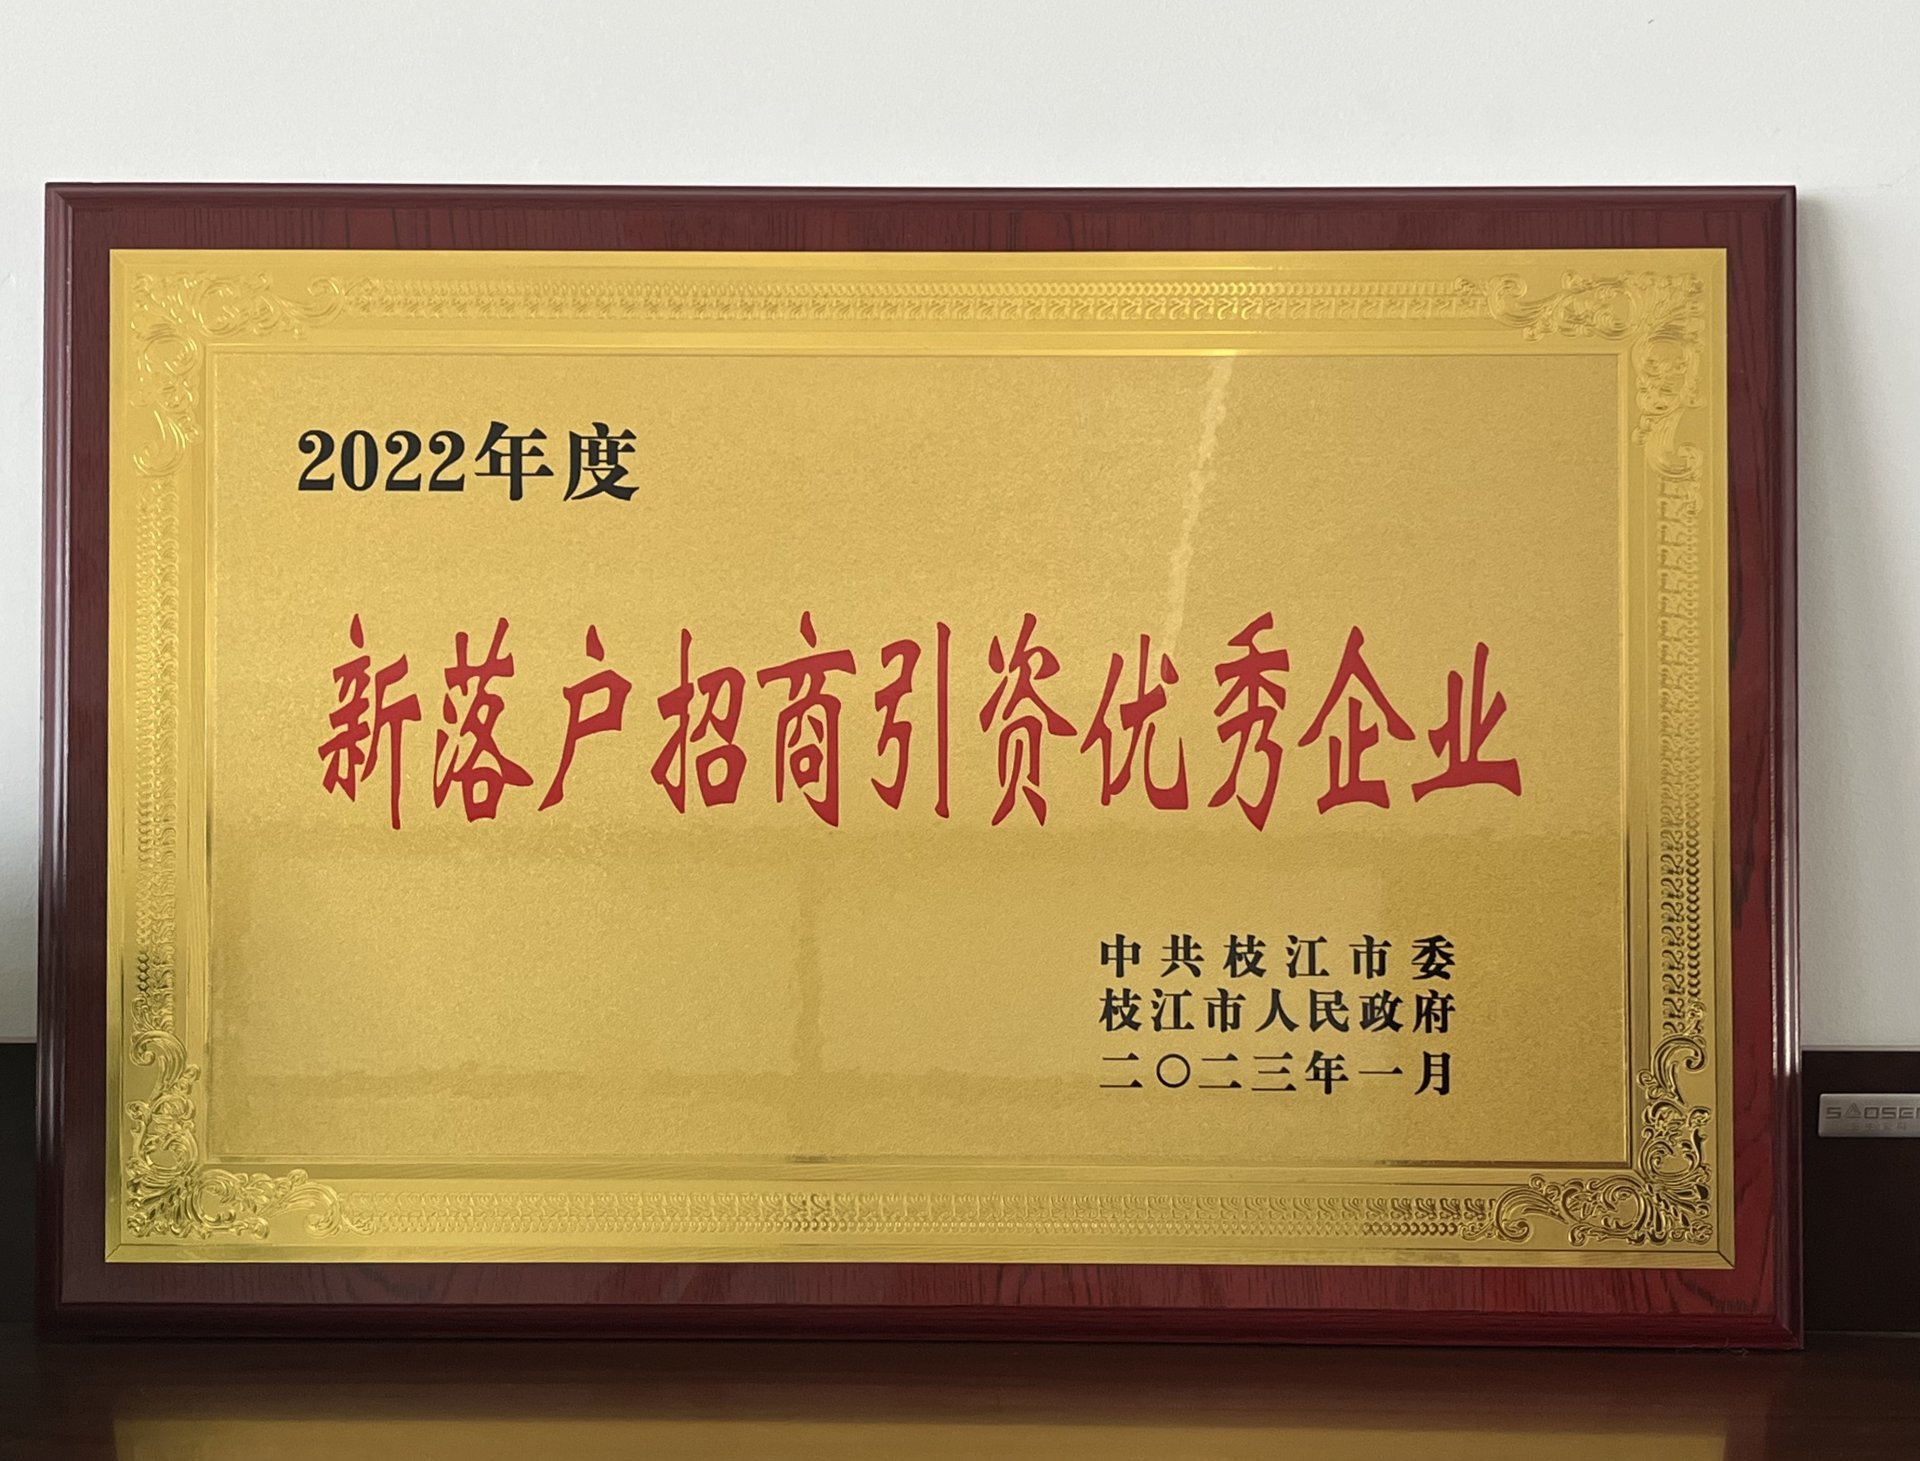 2022年度
新落户招商引资优秀企业
中共枝江市委
枝江市人民政府
二〇二三年一月